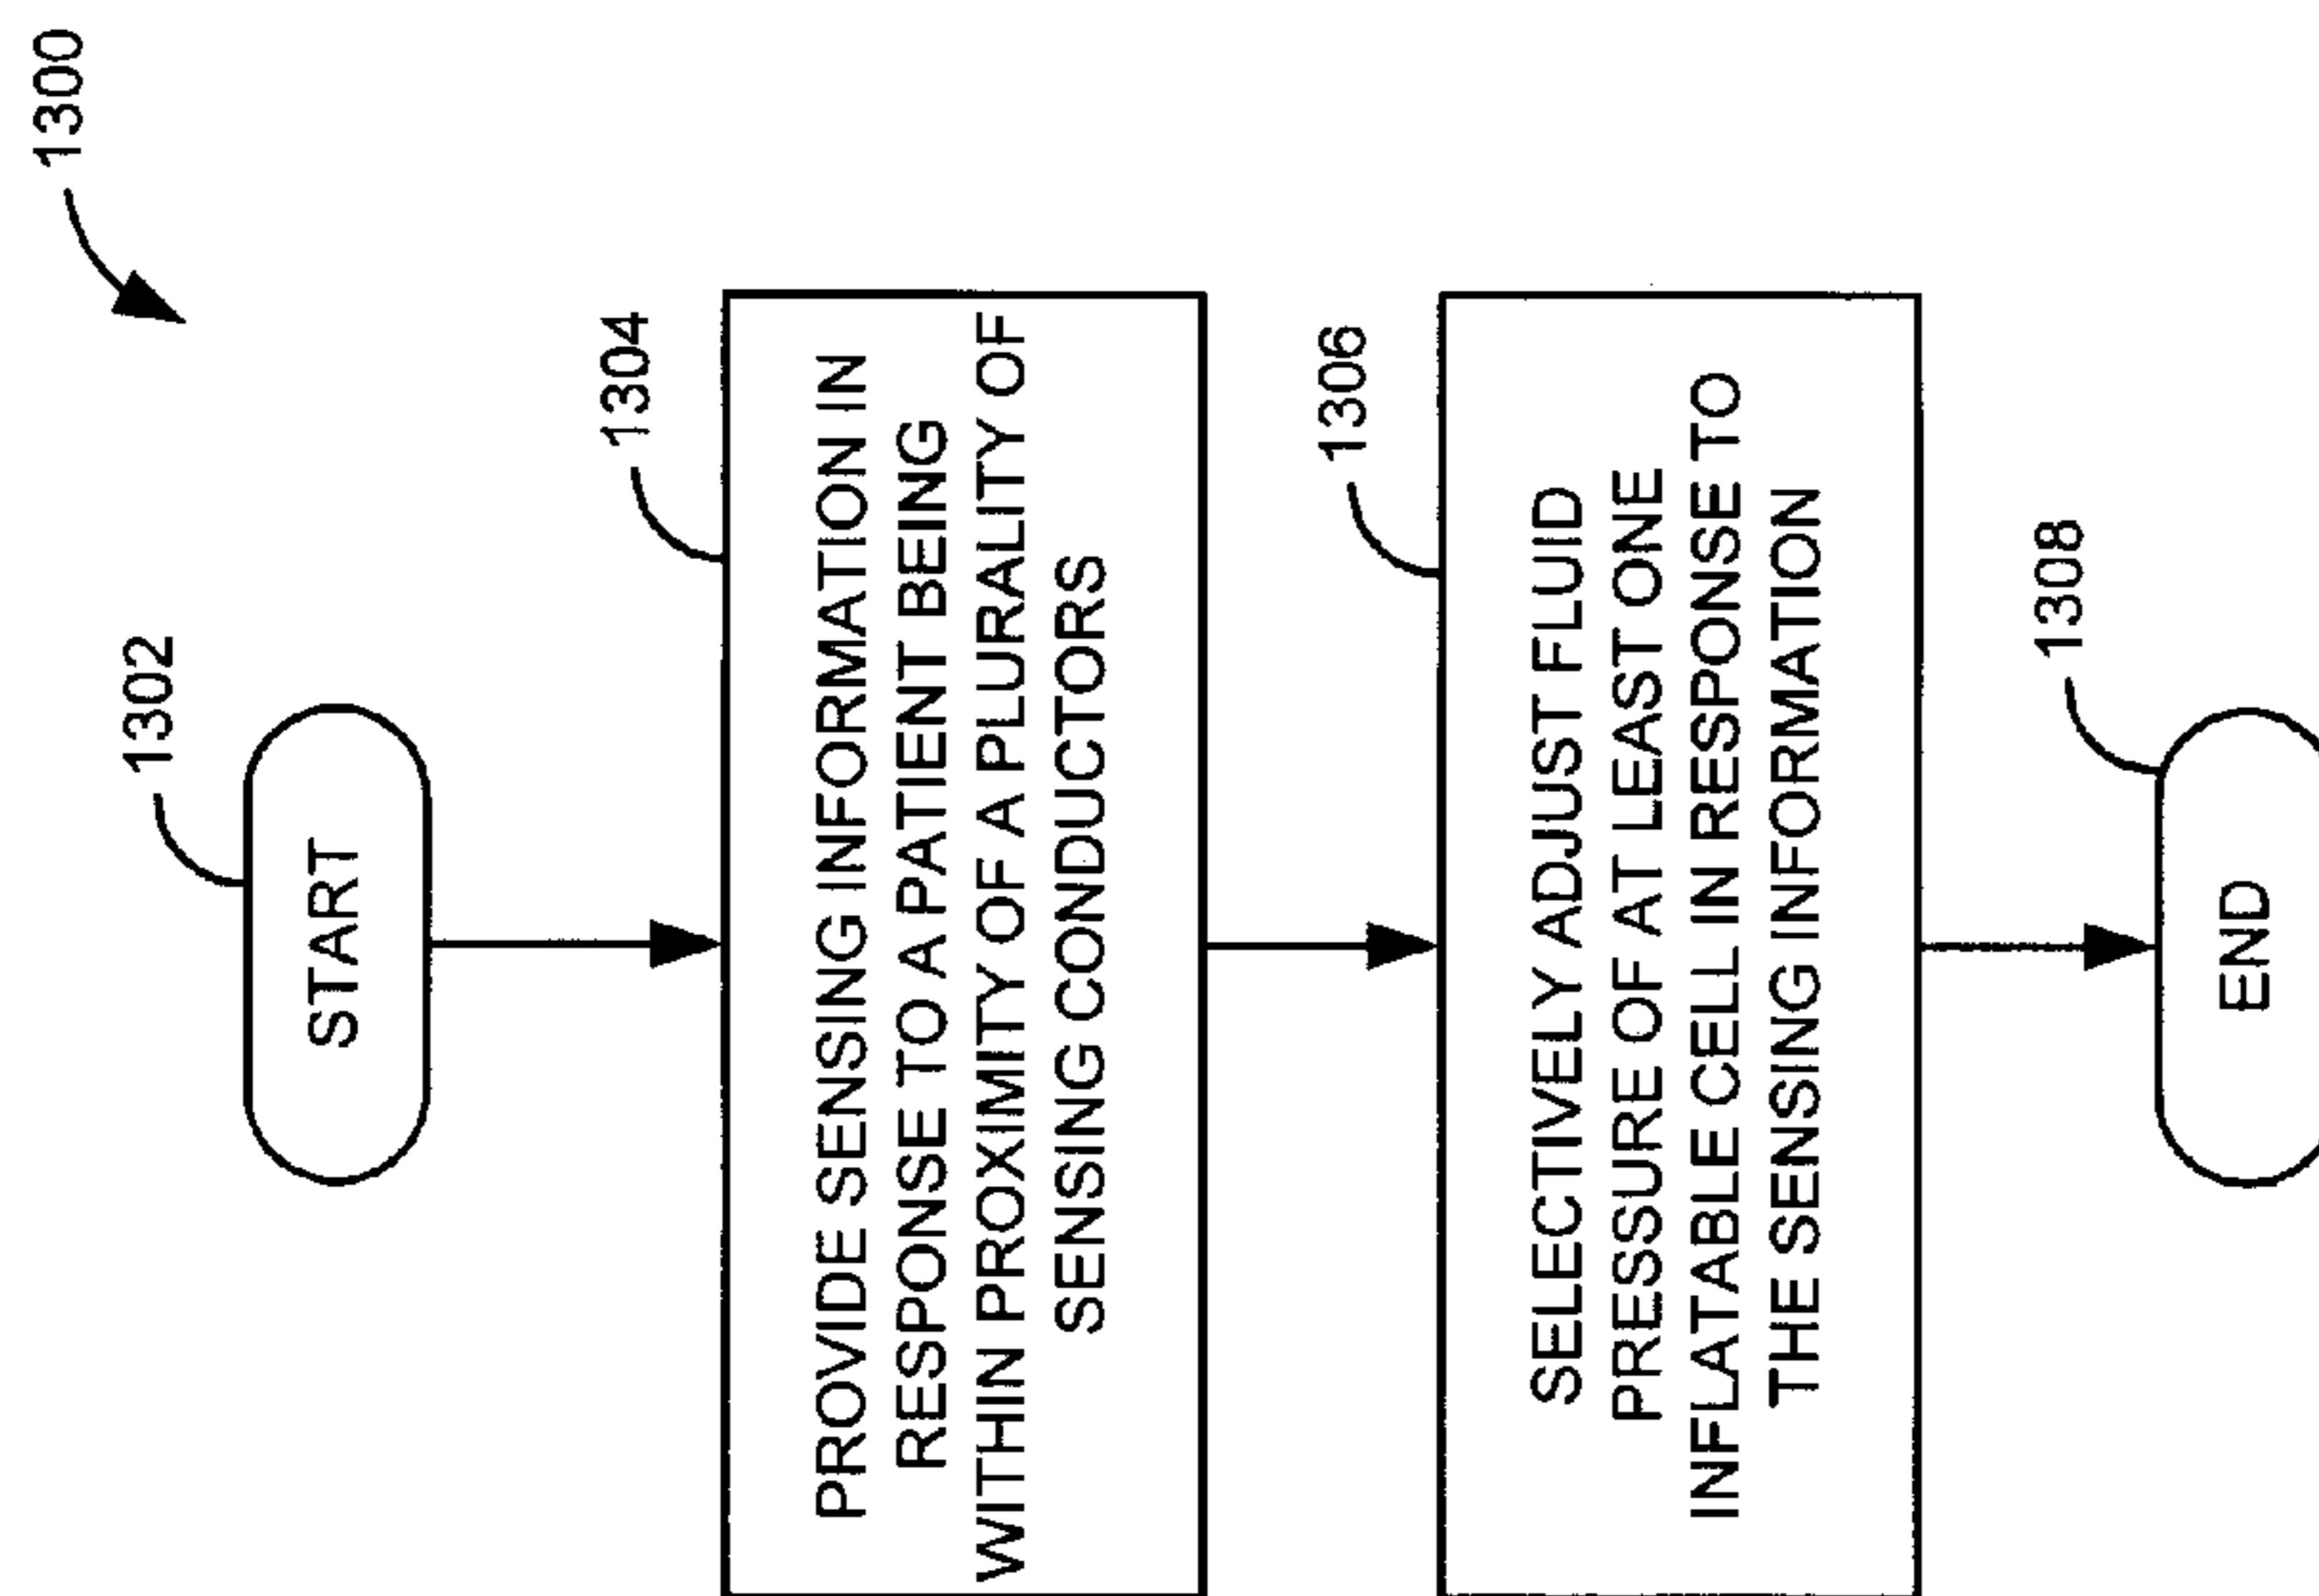 1300
1302
START
1304
PROVIDE SENSING INFORMATION IN
RESPONSE TO A PATIENT BEING
WITHIN PROXIMITY OF A PLURALITY OF
SENSING CONDUCTORS
1306
SELECTIVELY ADJUST FLUID
PRESSURE OF AT LEAST ONE
INFLATABLE CELL IN RESPONSE TO
THE SENSING INFORMATION
1308
END